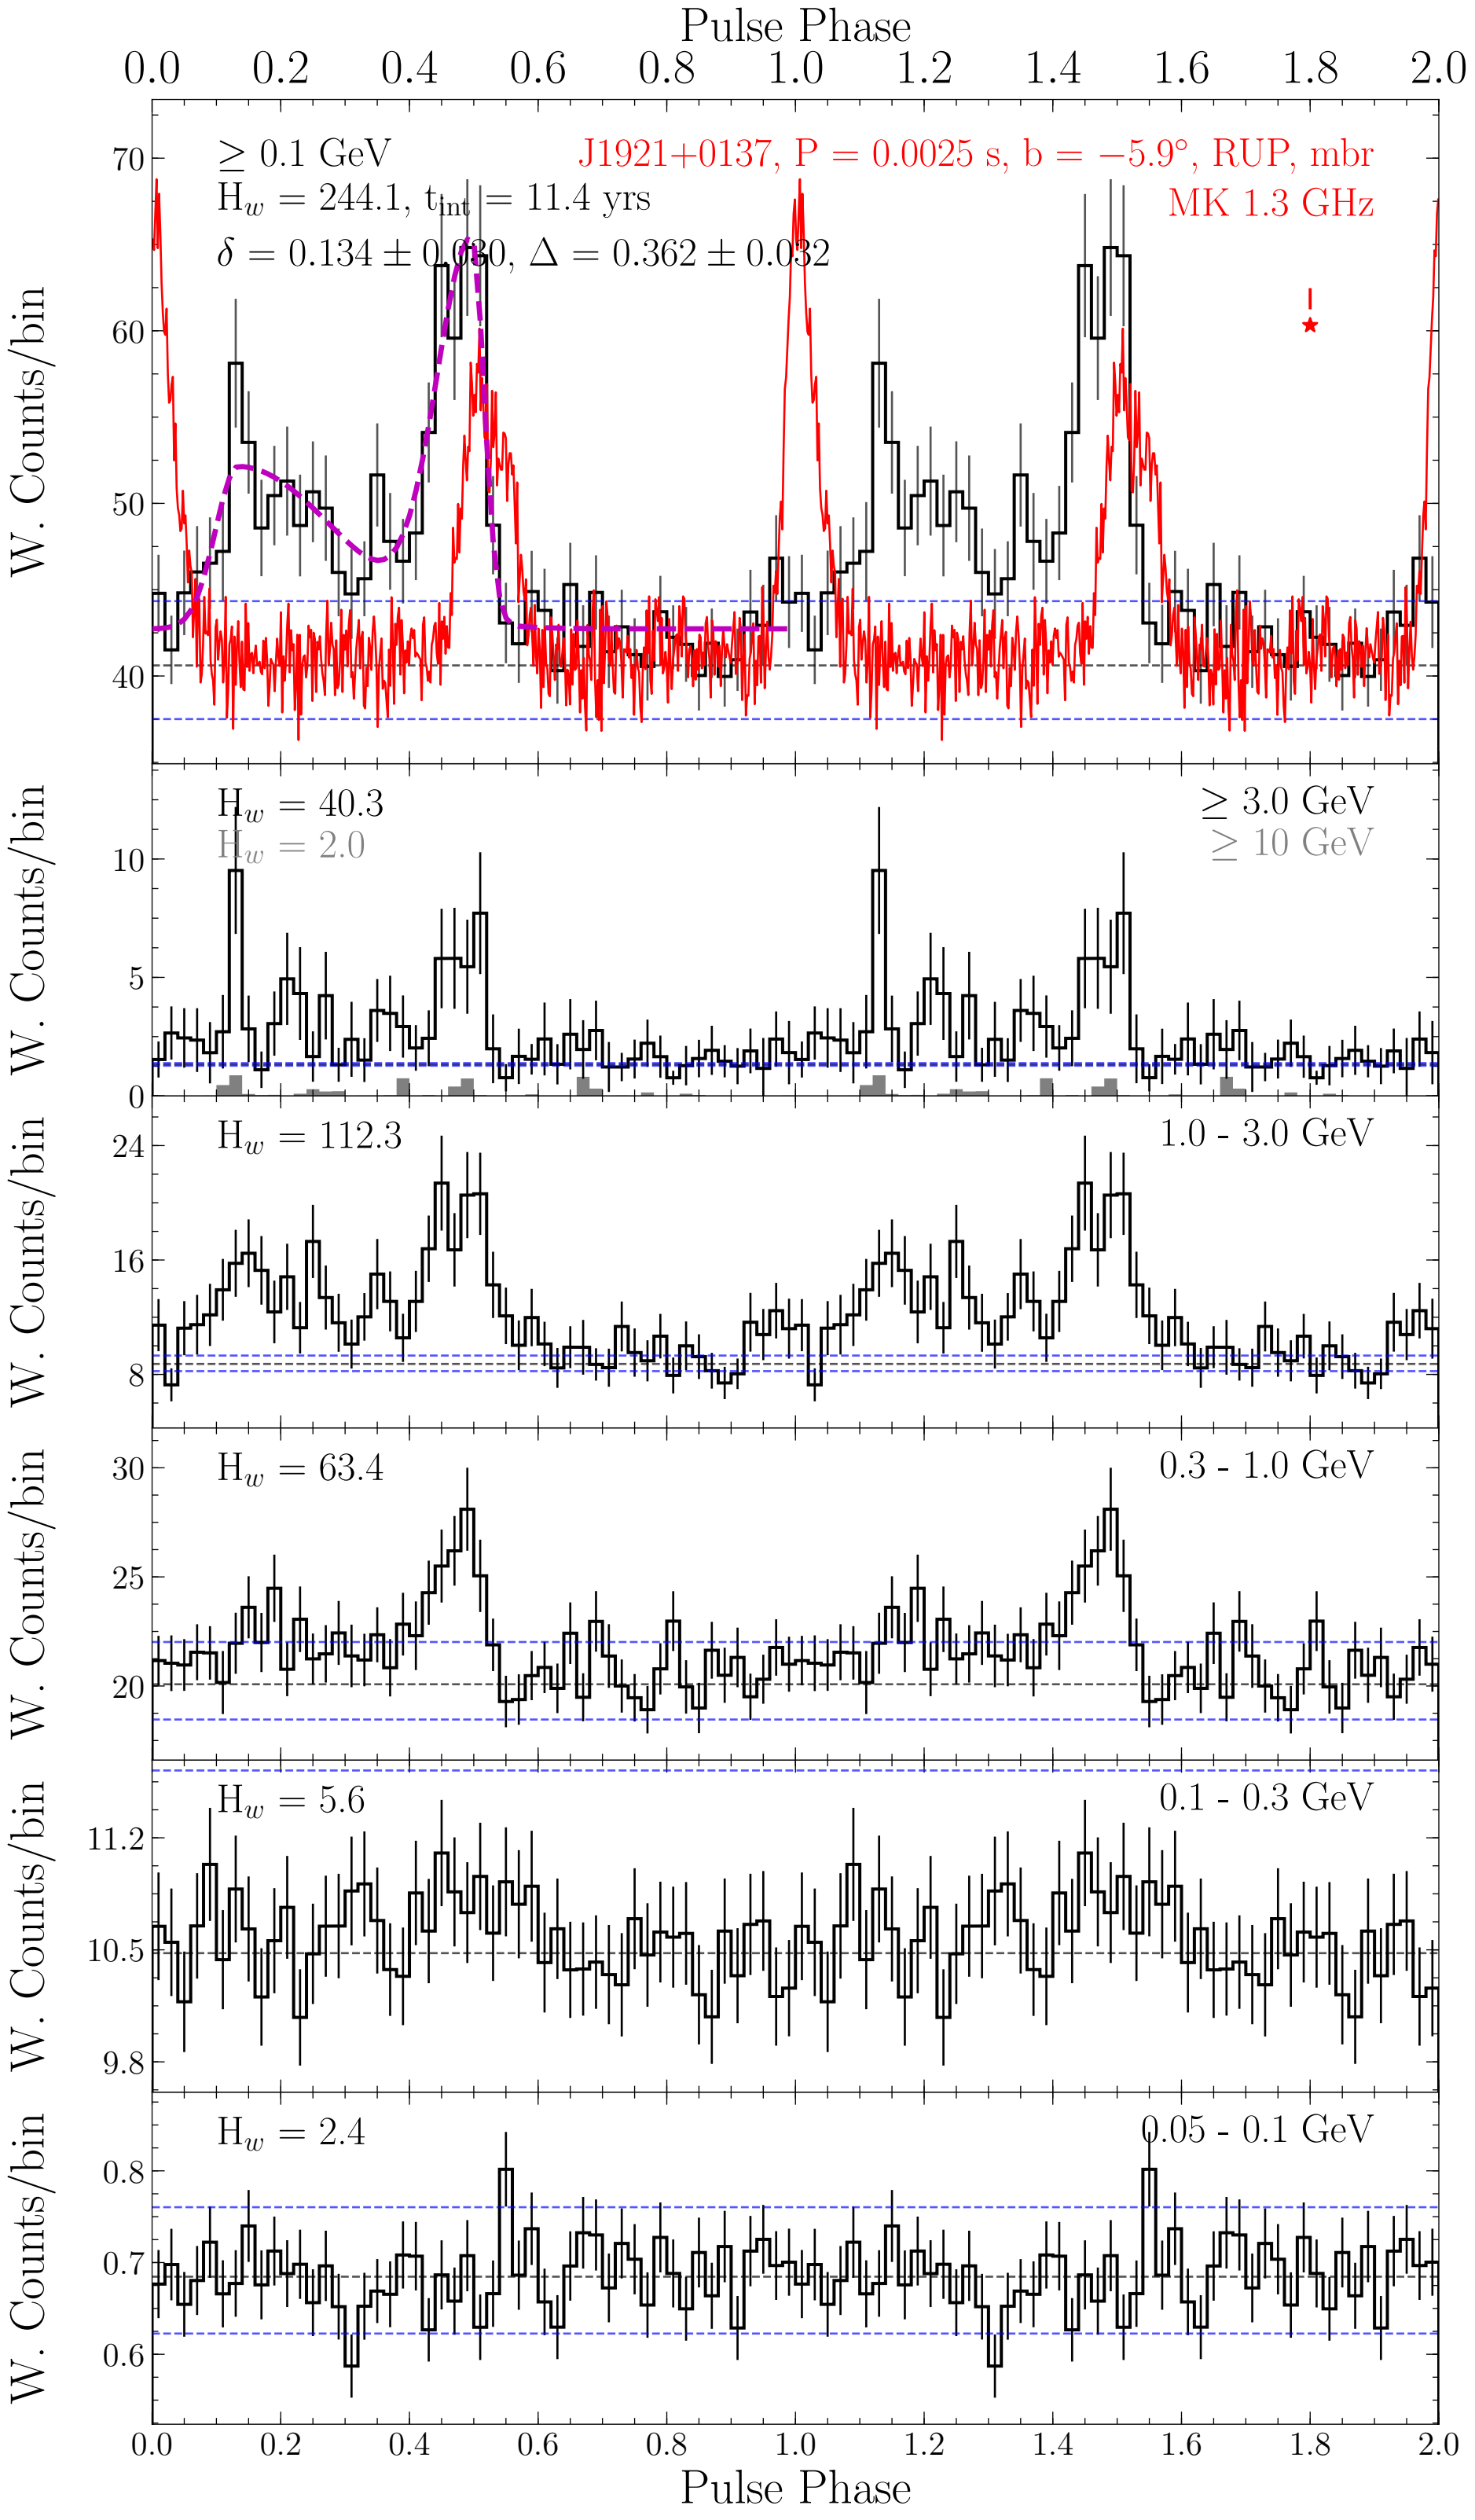 Pulse Phase
0.0 0.2 0.4 0.6 0.8 1.0 1.2 1.4 1.6 1.8 2.0
≥ 0.1 GeV
J1921+0137, P = 0.0025 s, b = −5.9°, RUP, mbr
H_w = 244.1, t_int = 11.4 yrs
MK 1.3 GHz
δ = 0.134 ± 0.030, Δ = 0.362 ± 0.032
W. Counts/bin
70
60
50
40
H_w = 40.3
≥ 3.0 GeV
H_w = 2.0
≥ 10 GeV
W. Counts/bin
10
5
0
H_w = 112.3
1.0 - 3.0 GeV
W. Counts/bin
24
16
8
H_w = 63.4
0.3 - 1.0 GeV
W. Counts/bin
30
25
20
H_w = 5.6
0.1 - 0.3 GeV
W. Counts/bin
11.2
10.5
9.8
H_w = 2.4
0.05 - 0.1 GeV
W. Counts/bin
0.8
0.7
0.6
0.0 0.2 0.4 0.6 0.8 1.0 1.2 1.4 1.6 1.8 2.0
Pulse Phase